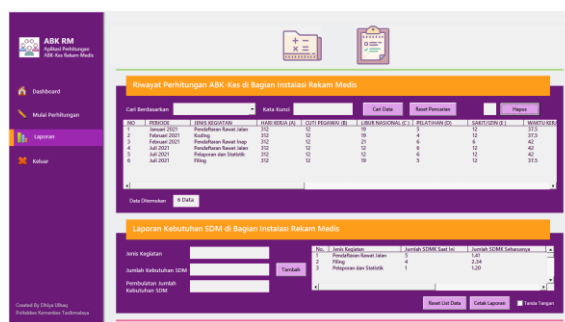 ABK RM
Aplikasi Perhitungan
ABK-Kes Rekam Medis
Dashboard
Mulai Perhitungan
Laporan
Keluar
Created By Dhiya Ulhaq
Poltekkes Kemenkes Tasikmalaya
Riwayat Perhitungan ABK-Kes di Bagian Instalasi Rekam Medis
Cari Berdasarkan Kata Kunci Cari Data Reset Pencarian Hapus
NO PERIODE JENIS KEGIATAN HARI KERJA (A) CUTI PEGAWAI (B) LIBUR NASIONAL (C) PELATIHAN (D) SAKIT/IZIN (E) WAKTU KERJ
1 Januari 2021 Pendaftaran Rawat Jalan 312 12 19 5 12 37,5
2 Februari 2021 Koding 312 12 19 4 12 37,5
3 Februari 2021 Pendaftaran Rawat Inap 312 12 21 6 6 42
4 Juli 2021 Pendaftaran Rawat Jalan 312 12 12 6 12 42
5 Juli 2021 Pelaporan dan Statistik 312 12 12 6 12 42
6 Juli 2021 Filing 312 12 19 5 12 37,5
Data Ditemukan 6 Data
Laporan Kebutuhan SDM di Bagian Instalasi Rekam Medis
Jenis Kegiatan
Jumlah Kebutuhan SDM Tambah
Pembulatan Jumlah
Kebutuhan SDM
No. Jenis Kegiatan Jumlah SDMK Saat Ini Jumlah SDMK Seharusnya
1 Pendaftaran Rawat Jalan 5 1.41
2 Filing 4 2.34
3 Pelaporan dan Statistik 1 1.20
Reset List Data Cetak Laporan Tanda Tangan